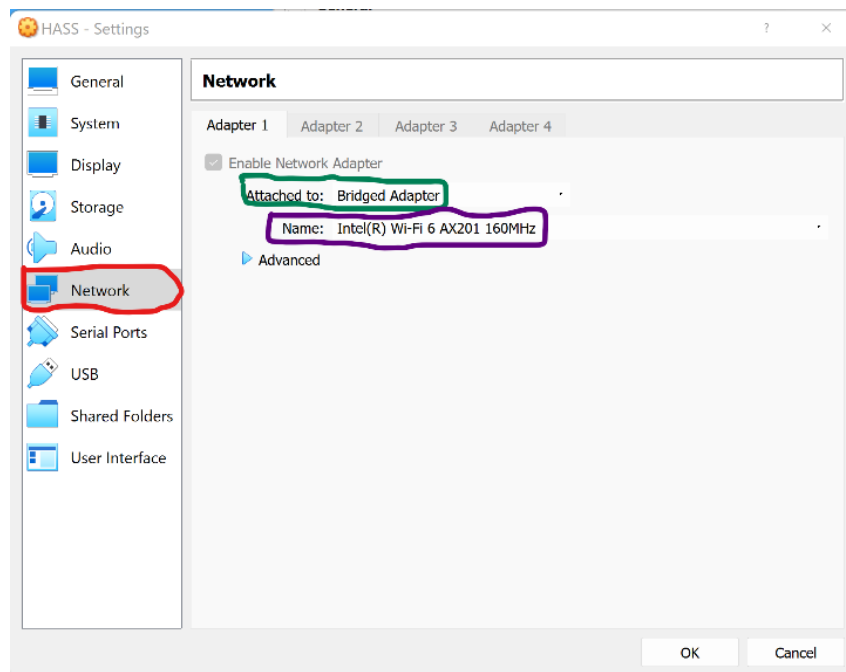 HASS - Settings ?
General
System
Display
Storage
Audio
Network
Serial Ports
USB
Shared Folders
User Interface
Network
Adapter 1 Adapter 2 Adapter 3 Adapter 4
Enable Network Adapter
Attached to: Bridged Adapter
Name: Intel(R) Wi-Fi 6 AX201 160MHz
Advanced
OK Cancel